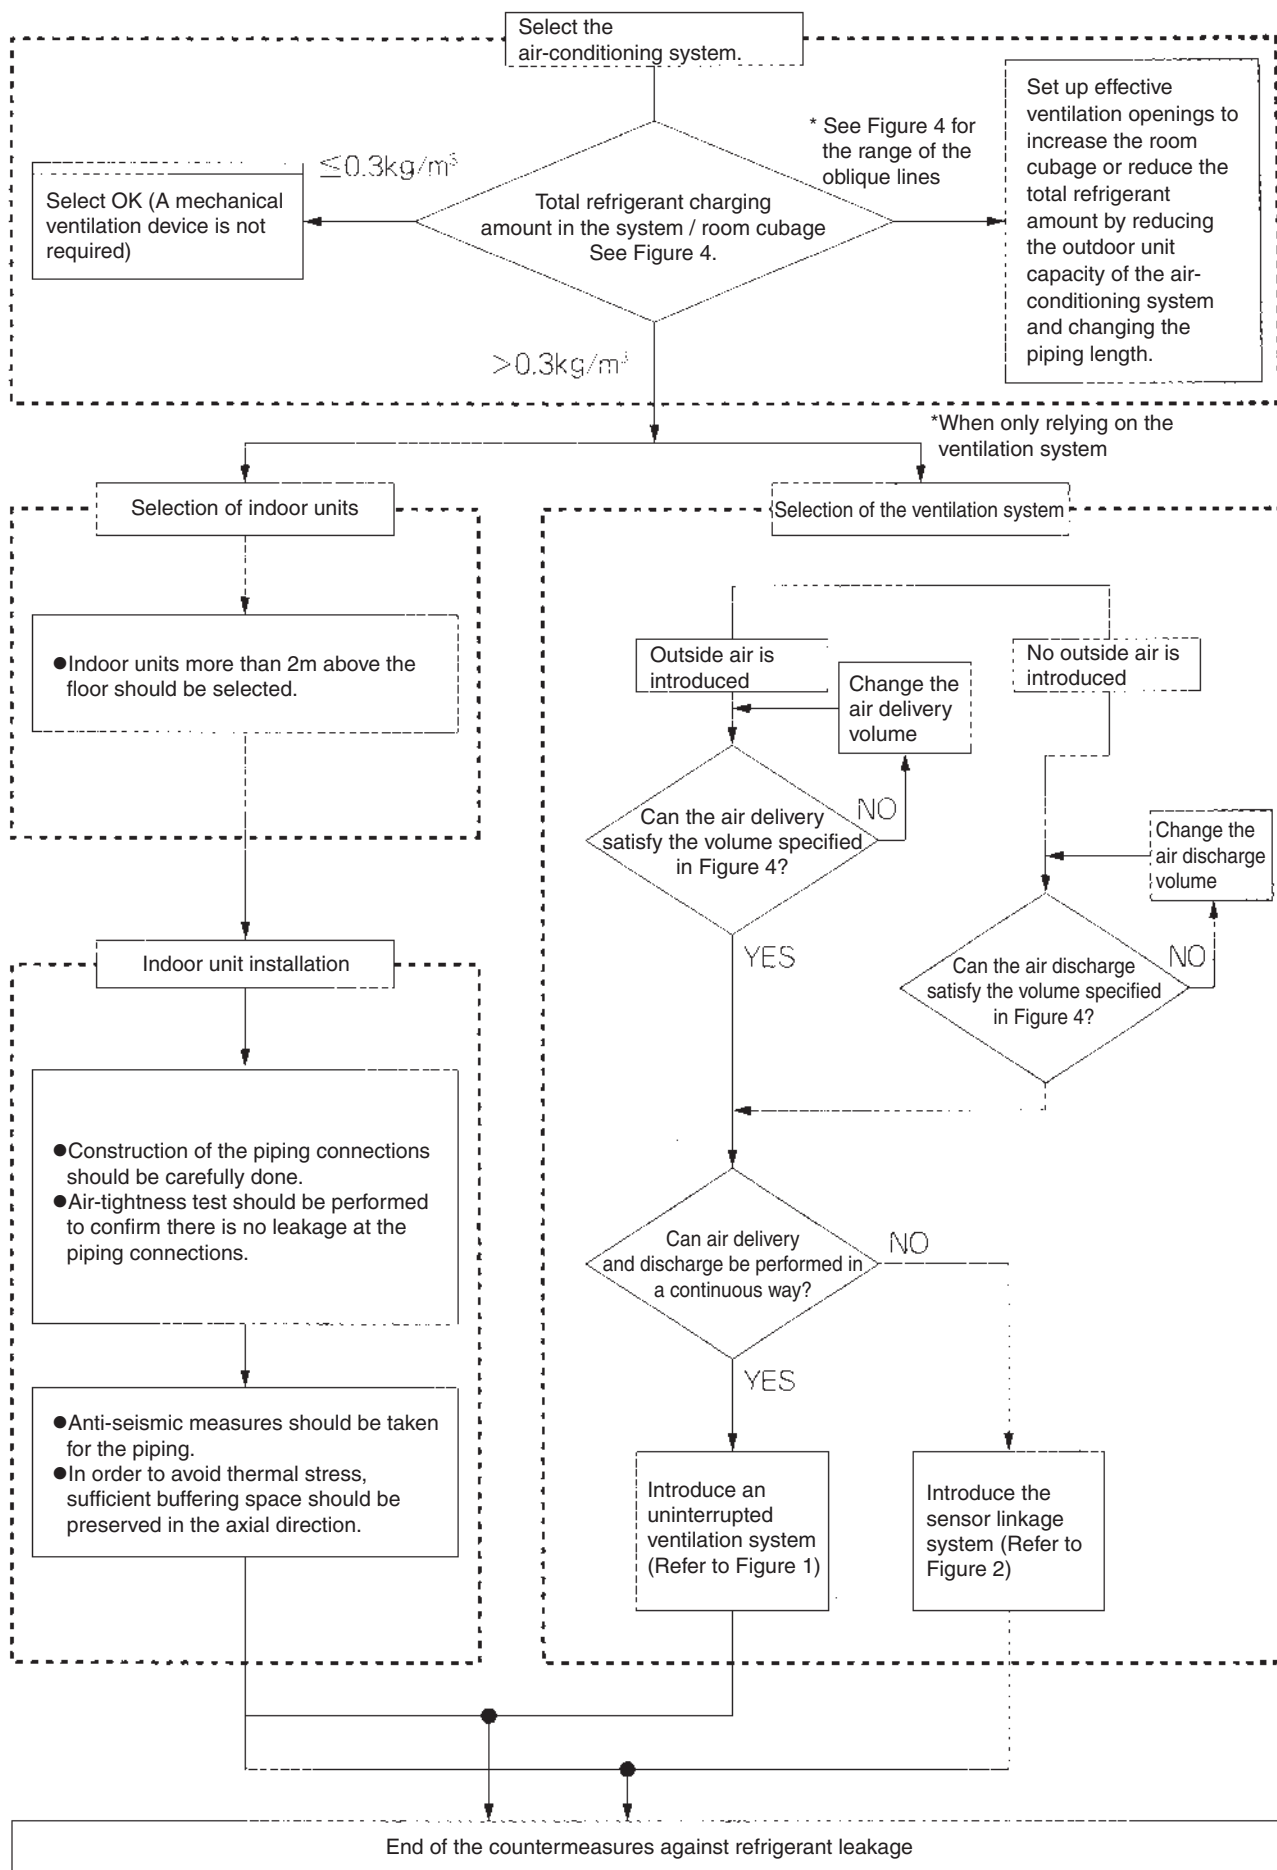 Select the
air-conditioning system.
* See Figure 4 for
the range of the
oblique lines
Set up effective
ventilation openings to
increase the room
cubage or reduce the
total refrigerant
amount by reducing
the outdoor unit
capacity of the air-
conditioning system
and changing the
piping length.
≦0.3kg/m³
Select OK (A mechanical
ventilation device is not
required)
Total refrigerant charging
amount in the system / room cubage
See Figure 4.
>0.3kg/m³
*When only relying on the
ventilation system
Selection of indoor units
●Indoor units more than 2m above the
floor should be selected.
Indoor unit installation
●Construction of the piping connections
should be carefully done.
●Air-tightness test should be performed
to confirm there is no leakage at the
piping connections.
●Anti-seismic measures should be taken
for the piping.
●In order to avoid thermal stress,
sufficient buffering space should be
preserved in the axial direction.
Selection of the ventilation system
Outside air is
introduced
Change the
air delivery
volume
No outside air is
introduced
Can the air delivery
satisfy the volume specified
in Figure 4?
NO
YES
Change the
air discharge
volume
Can the air discharge
satisfy the volume specified
in Figure 4?
NO
Can air delivery
and discharge be performed in
a continuous way?
NO
YES
Introduce an
uninterrupted
ventilation system
(Refer to Figure 1)
Introduce the
sensor linkage
system (Refer to
Figure 2)
End of the countermeasures against refrigerant leakage